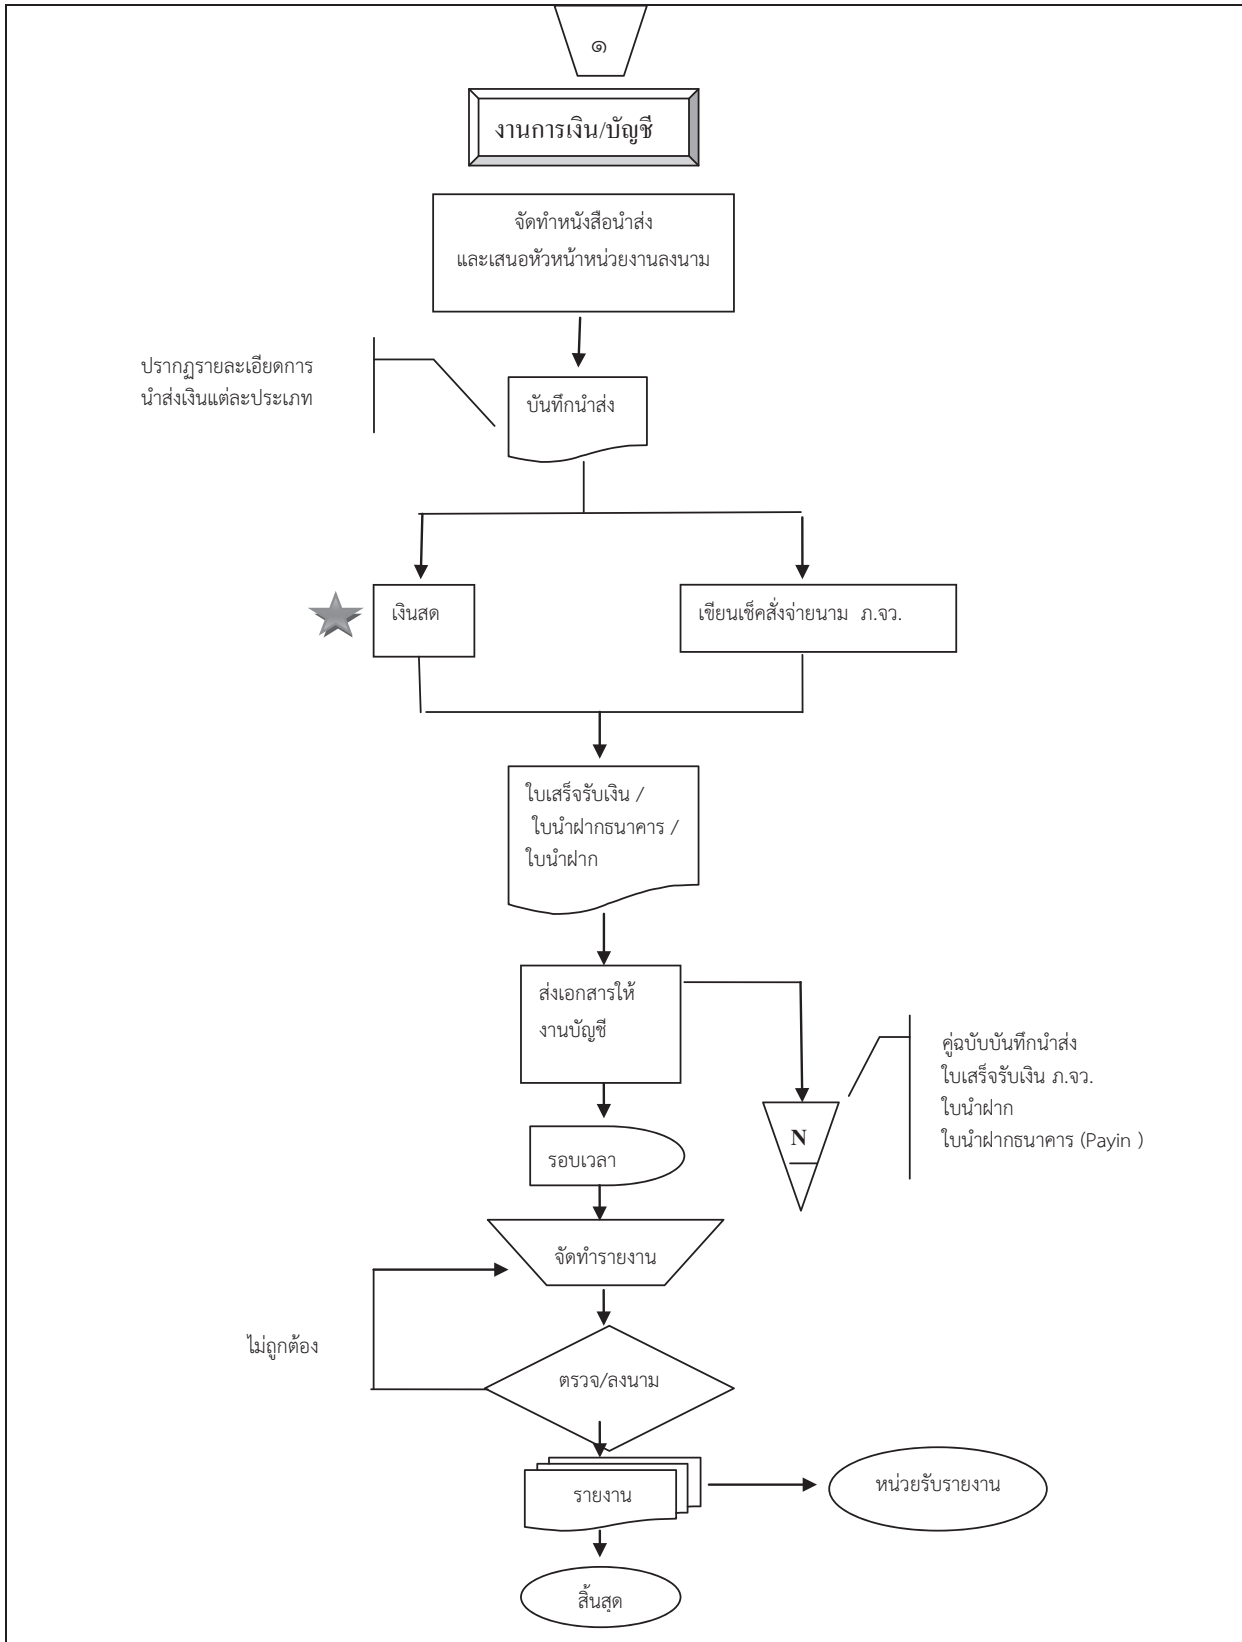 ๑
งานการเงิน/บัญชี
จัดทำหนังสือนำส่ง
และเสนอหัวหน้าหน่วยงานลงนาม
ปรากฏรายละเอียดการ
นำส่งเงินแต่ละประเภท
บันทึกนำส่ง
เงินสด
เขียนเช็คสั่งจ่ายนาม ภ.จว.
ใบเสร็จรับเงิน /
ใบนำฝากธนาคาร /
ใบนำฝาก
ส่งเอกสารให้
งานบัญชี
คู่ฉบับบันทึกนำส่ง
ใบเสร็จรับเงิน ภ.จว.
ใบนำฝาก
ใบนำฝากธนาคาร (Payin )
N
รอบเวลา
จัดทำรายงาน
ไม่ถูกต้อง
ตรวจ/ลงนาม
รายงาน
หน่วยรับรายงาน
สิ้นสุด